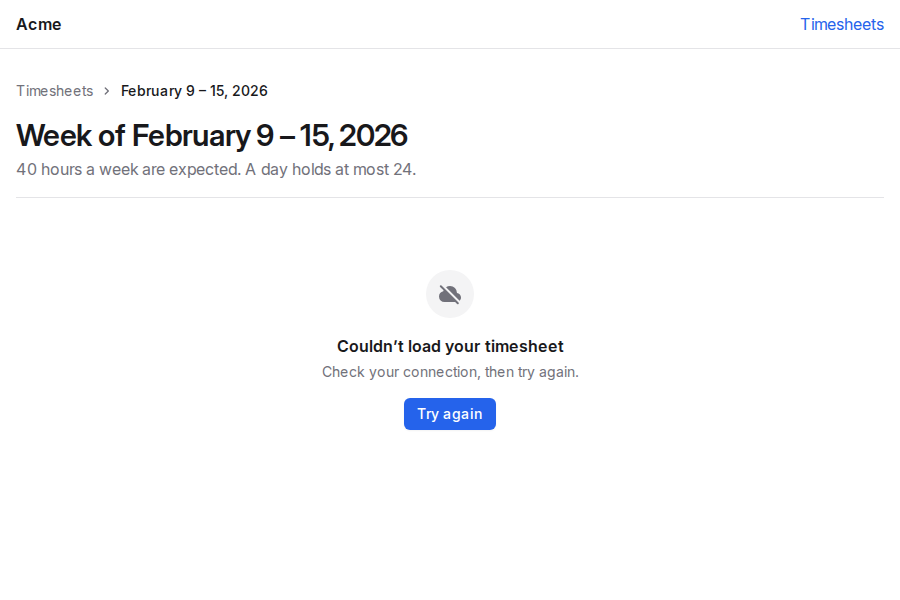 Acme
Timesheets
Timesheets > February 9 – 15, 2026
Week of February 9 – 15, 2026
40 hours a week are expected. A day holds at most 24.
Couldn’t load your timesheet
Check your connection, then try again.
Try again